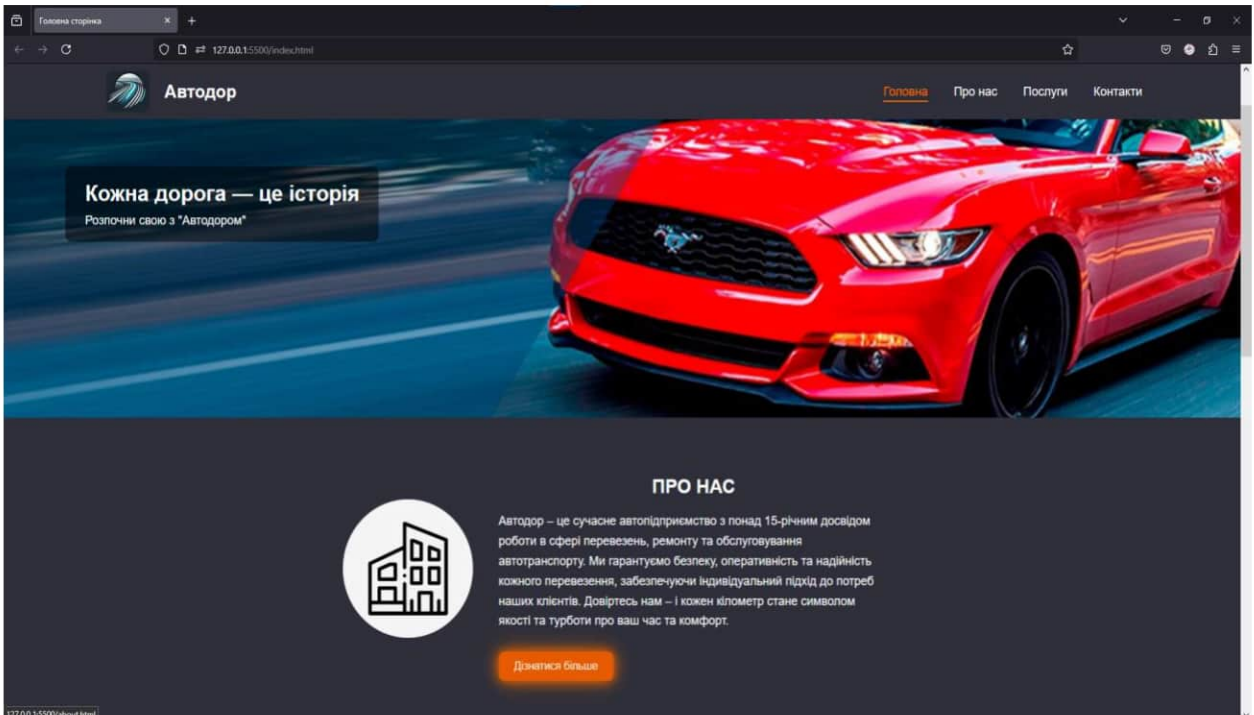 Головна сторінка
127.0.0.1:5500/index.html
Автодор
Головна Про нас Послуги Контакти
Кожна дорога — це історія
Розпочни свою з "Автодором"
ПРО НАС
Автодор – це сучасне автопідприємство з понад 15-річним досвідом
роботи в сфері перевезень, ремонту та обслуговування
автотранспорту. Ми гарантуємо безпеку, оперативність та надійність
кожного перевезення, забезпечуючи індивідуальний підхід до потреб
наших клієнтів. Довіртесь нам – і кожен кілометр стане символом
якості та турботи про ваш час та комфорт.
Дізнатися більше
127.0.0.1:5500/about.html